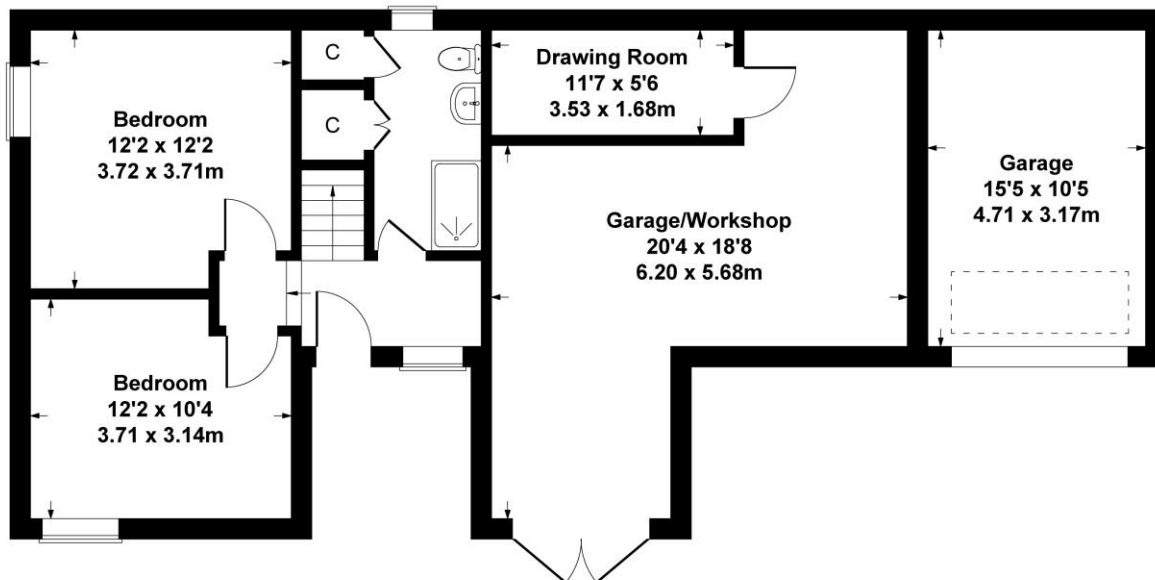 Bedroom
12'2 x 12'2
3.72 x 3.71m
C
C
Drawing Room
11'7 x 5'6
3.53 x 1.68m
Garage/Workshop
20'4 x 18'8
6.20 x 5.68m
Garage
15'5 x 10'5
4.71 x 3.17m
Bedroom
12'2 x 10'4
3.71 x 3.14m